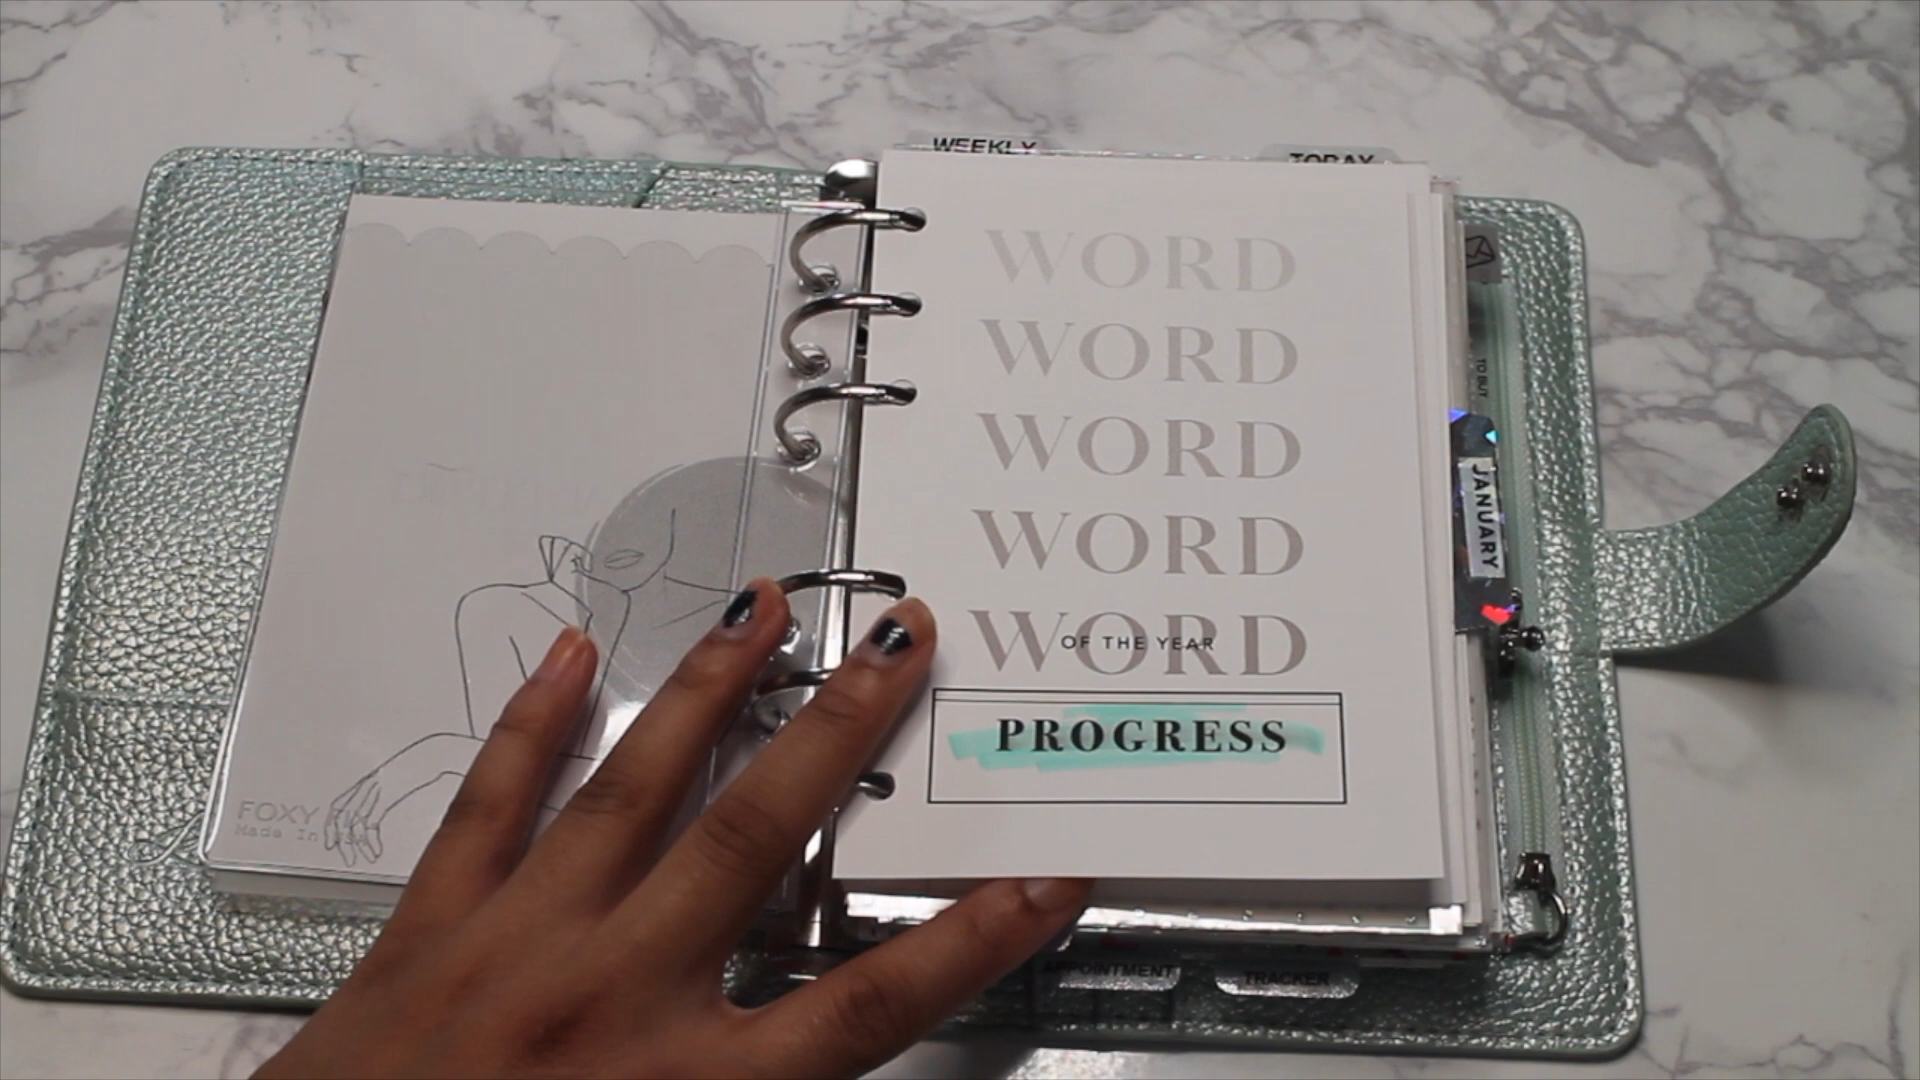 WEEKLY
TODAY
WORD
WORD
WORD
WORD
WORD
OF THE YEAR
PROGRESS
TO BUY
JANUARY
FOXY
Made In USA
APPOINTMENT
TRACKER